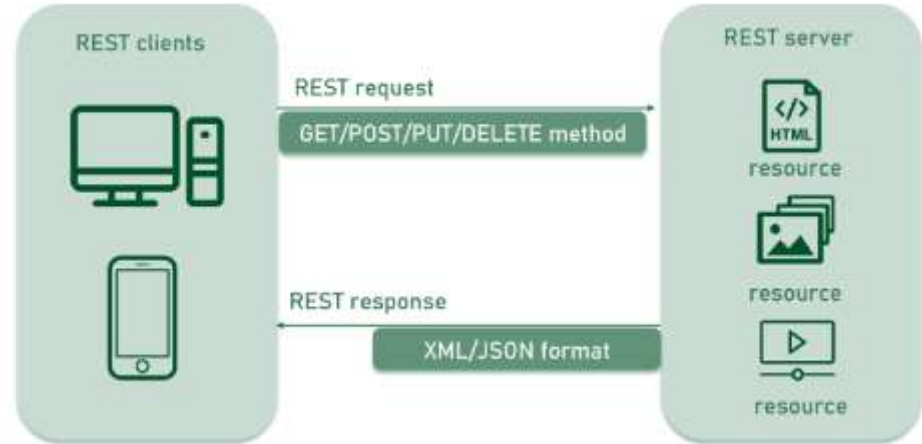 REST clients
REST request
GET/POST/PUT/DELETE method
REST response
XML/JSON format
REST server
</>
HTML
resource
resource
resource